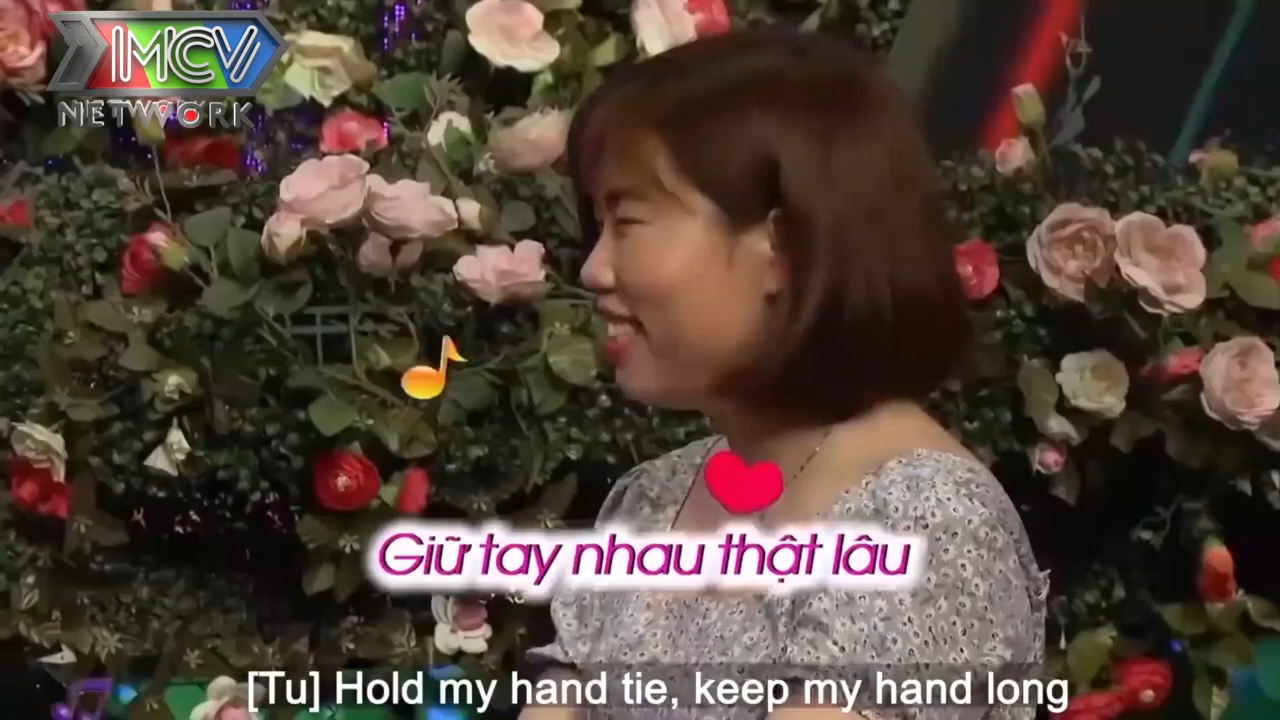 MCV
NETWORK
Giữ tay nhau thật lâu
[Tu] Hold my hand tie, keep my hand long